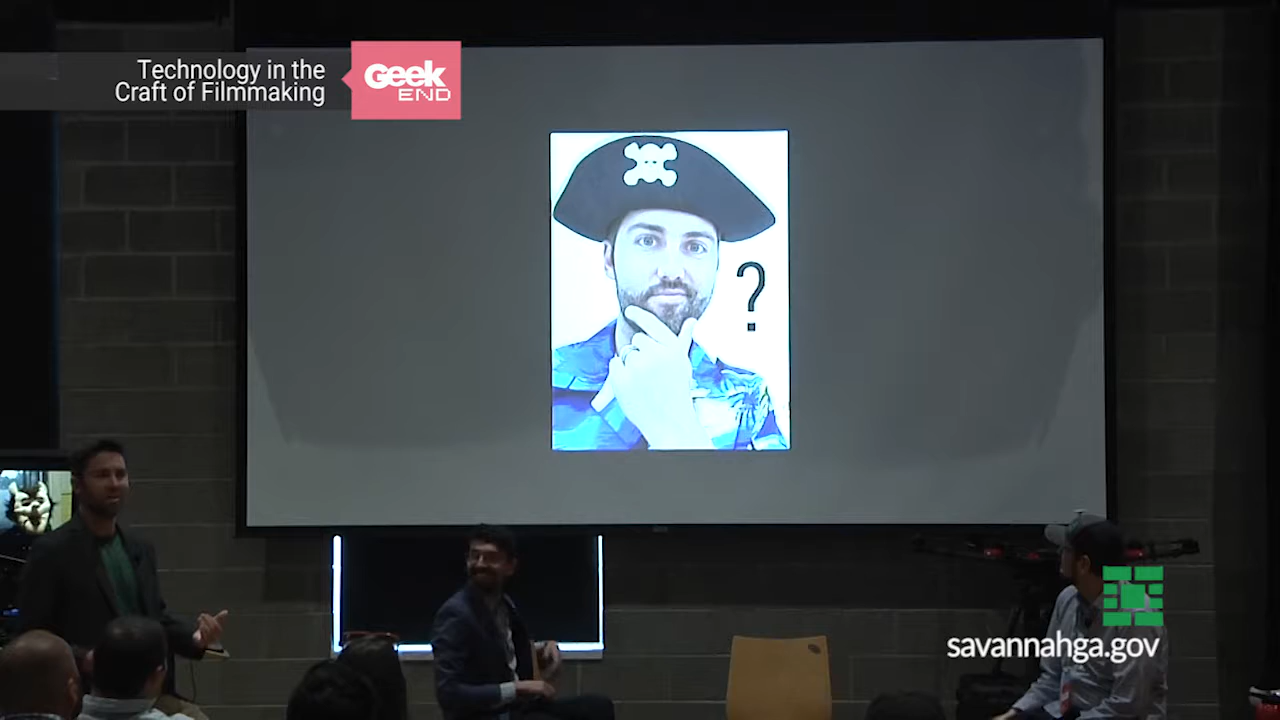 Technology in the
Craft of Filmmaking
Geek
END
?
savannahga.gov